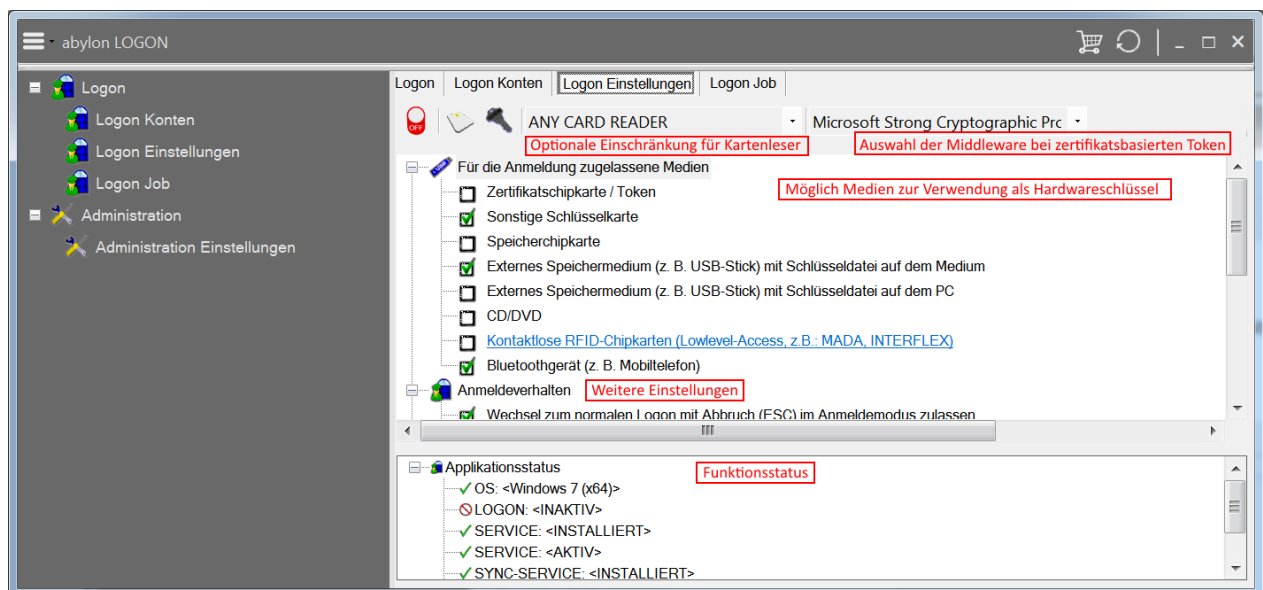 abylon LOGON
Logon
Logon Konten
Logon Einstellungen
Logon Job
Administration
Administration Einstellungen
Logon Logon Konten Logon Einstellungen Logon Job
OFF ANY CARD READER Microsoft Strong Cryptographic Prc
Optionale Einschränkung für Kartenleser Auswahl der Middleware bei zertifikatsbasierten Token
Für die Anmeldung zugelassene Medien
Zertifikatschipkarte / Token Möglich Medien zur Verwendung als Hardwareschlüssel
Sonstige Schlüsselkarte
Speicherchipkarte
Externes Speichermedium (z. B. USB-Stick) mit Schlüsseldatei auf dem Medium
Externes Speichermedium (z. B. USB-Stick) mit Schlüsseldatei auf dem PC
CD/DVD
Kontaktlose RFID-Chipkarten (Lowlevel-Access, z.B.: MADA, INTERFLEX)
Bluetoothgerät (z. B. Mobiltelefon)
Anmeldeverhalten Weitere Einstellungen
Wechsel zum normalen Logon mit Abbruch (ESC) im Anmeldemodus zulassen
Applikationsstatus Funktionsstatus
OS: <Windows 7 (x64)>
LOGON: <INAKTIV>
SERVICE: <INSTALLIERT>
SERVICE: <AKTIV>
SYNC-SERVICE: <INSTALLIERT>